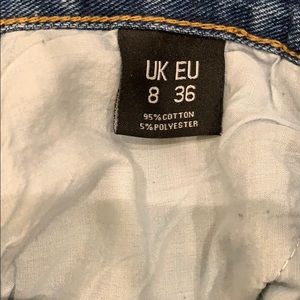 UK EU
8 36
95% COTTON
5% POLYESTER